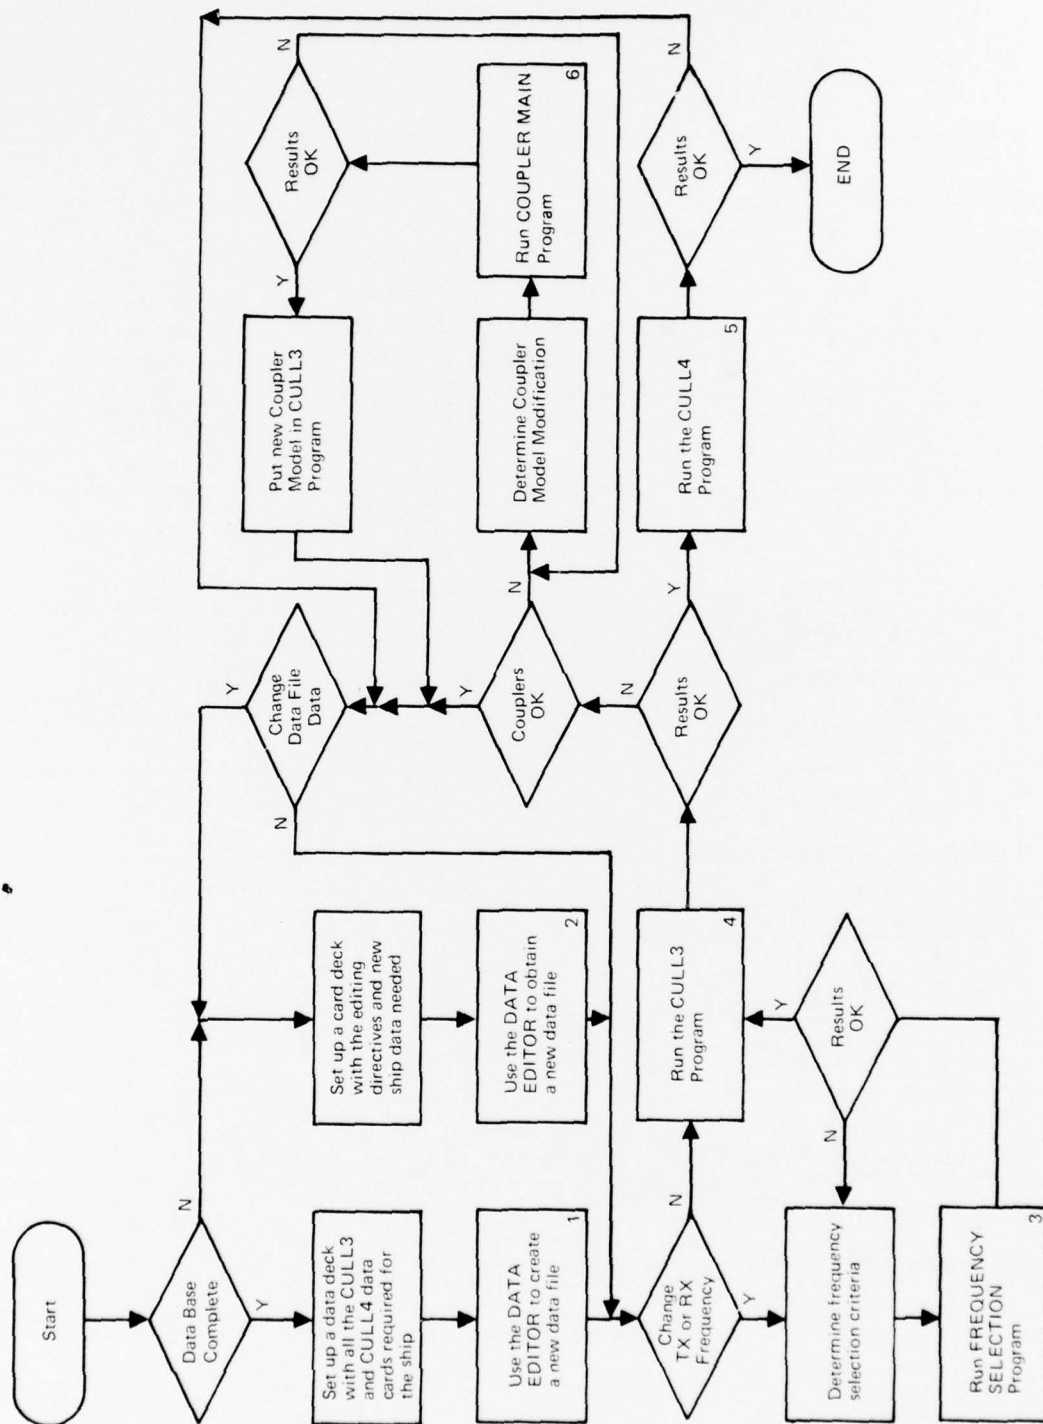 Start
Data Base
Complete
N
Y
Set up a data deck
with all the CULL3
and CULL4 data
cards required for
the ship
Use the DATA
EDITOR to create
a new data file
1
Set up a card deck
with the editing
directives and new
ship data needed
Use the DATA
EDITOR to obtain
a new data file
2
Change
TX or RX
Frequency
N
Y
Determine frequency
selection criteria
Run FREQUENCY
SELECTION
Program
3
Results
OK
N
Y
Run the CULL3
Program
4
Results
OK
N
Y
Couplers
OK
Y
N
Change
Data File
Data
Y
N
Determine Coupler
Model Modification
Run COUPLER MAIN
Program
6
Results
OK
N
Y
Put new Coupler
Model in CULL3
Program
Run the CULL4
Program
5
Results
OK
N
Y
END